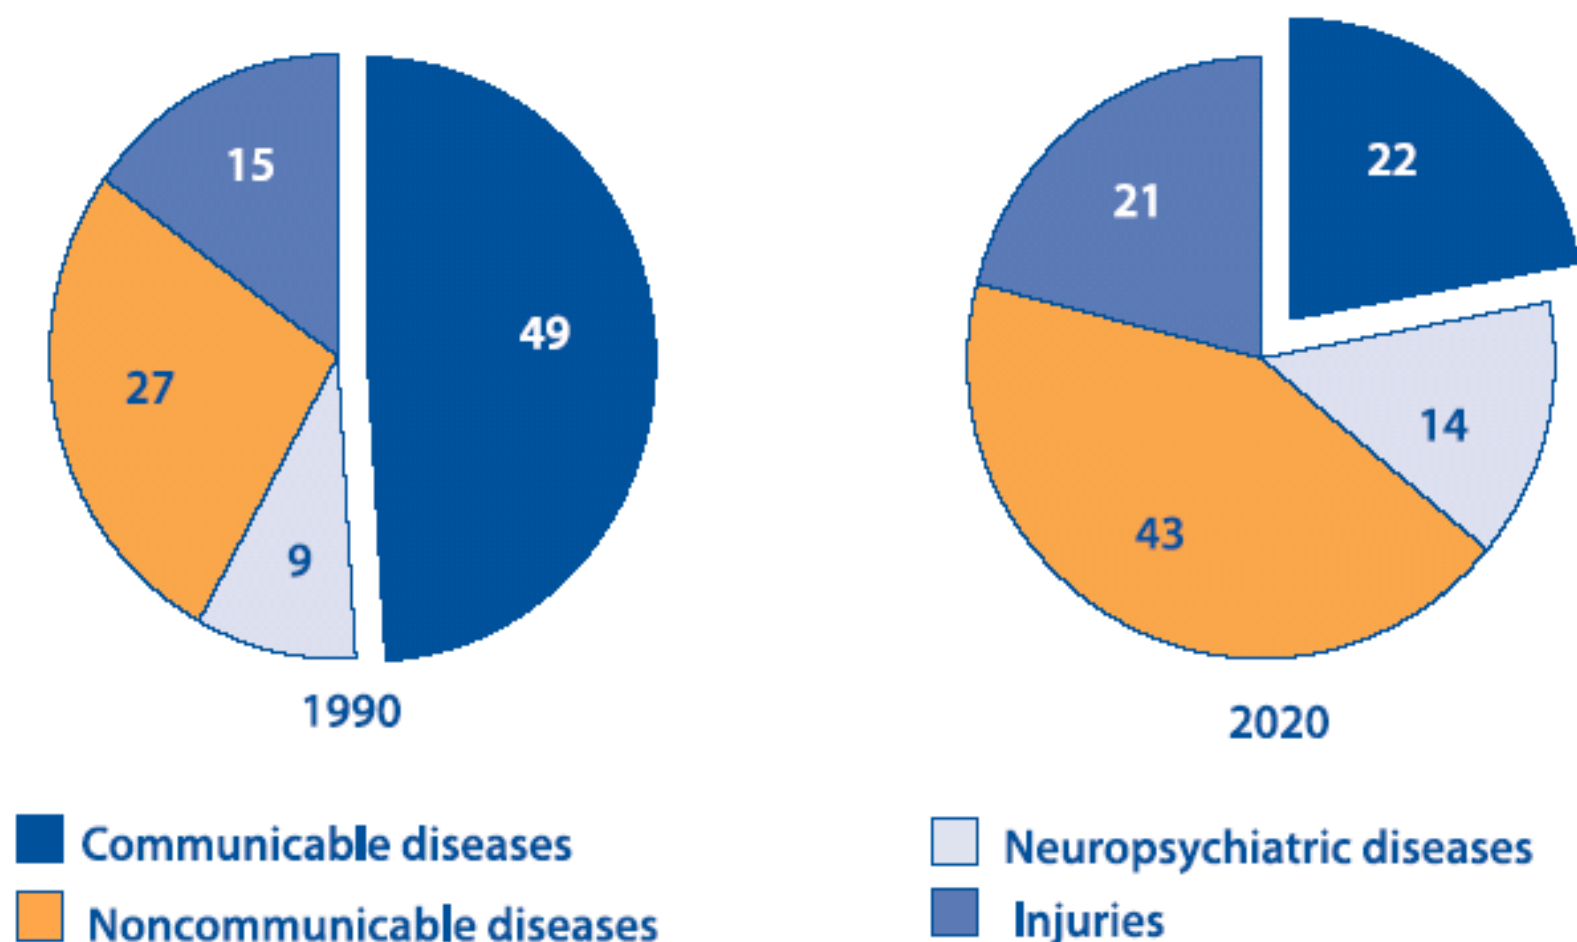 15
49
27
9
1990
22
21
14
43
2020
Communicable diseases
Noncommunicable diseases
Neuropsychiatric diseases
Injuries